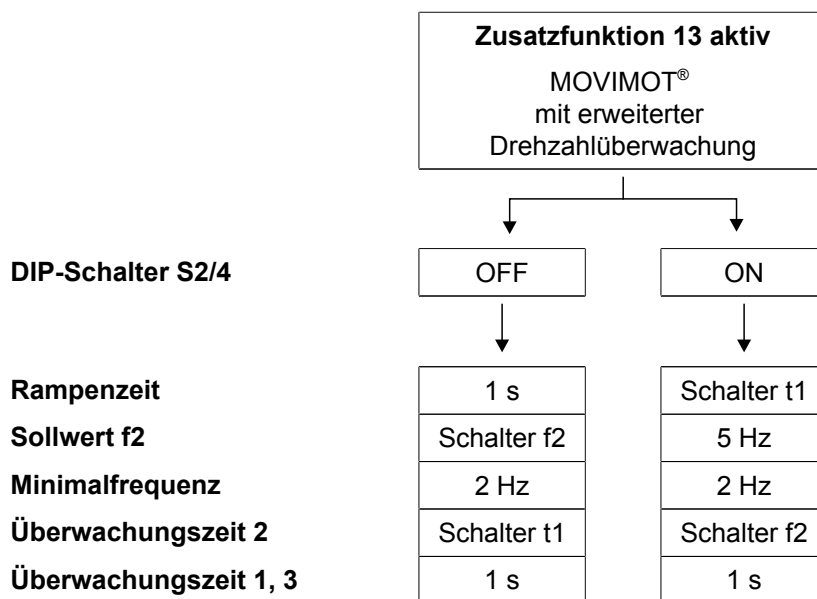 Zusatzfunktion 13 aktiv
MOVIMOT®
mit erweiterter
Drehzahlüberwachung
DIP-Schalter S2/4 OFF ON
Rampenzeit 1 s Schalter t1
Sollwert f2 Schalter f2 5 Hz
Minimalfrequenz 2 Hz 2 Hz
Überwachungszeit 2 Schalter t1 Schalter f2
Überwachungszeit 1, 3 1 s 1 s